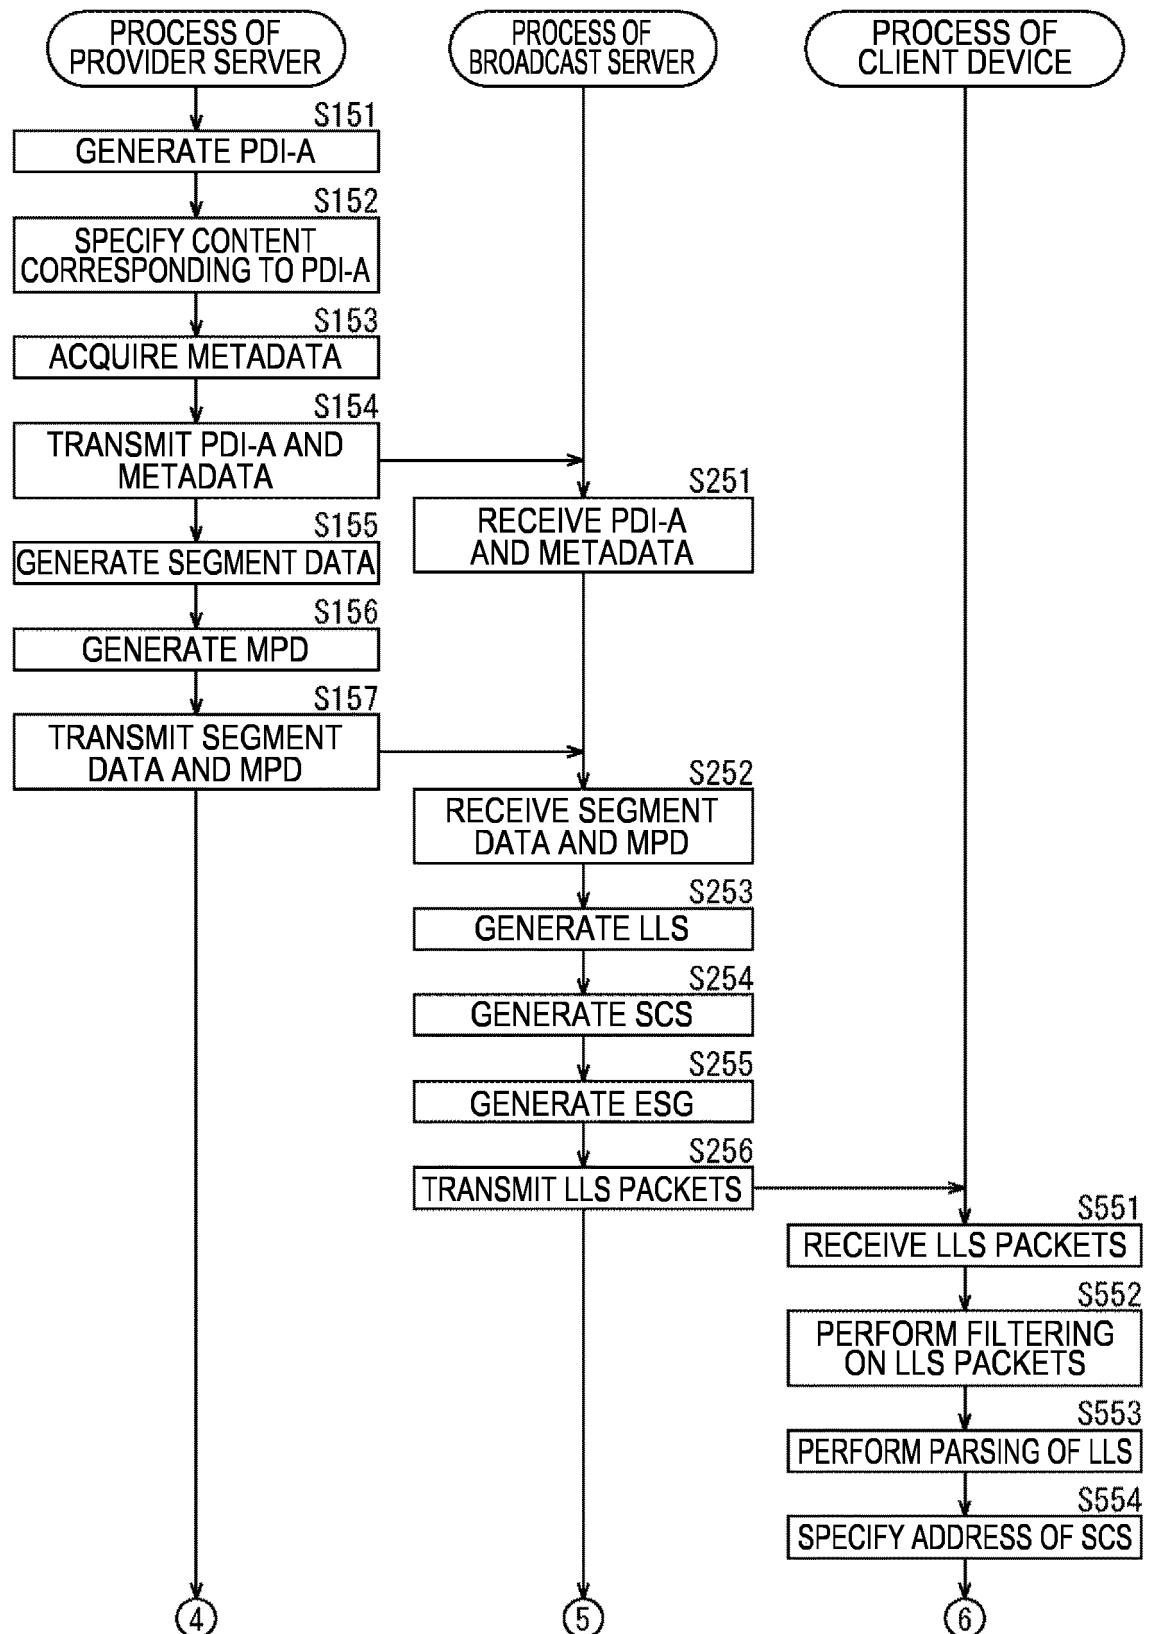 PROCESS OF
PROVIDER SERVER
S151
GENERATE PDI-A
S152
SPECIFY CONTENT
CORRESPONDING TO PDI-A
S153
ACQUIRE METADATA
S154
TRANSMIT PDI-A AND
METADATA
S155
GENERATE SEGMENT DATA
S156
GENERATE MPD
S157
TRANSMIT SEGMENT
DATA AND MPD
4
PROCESS OF
BROADCAST SERVER
S251
RECEIVE PDI-A
AND METADATA
S252
RECEIVE SEGMENT
DATA AND MPD
S253
GENERATE LLS
S254
GENERATE SCS
S255
GENERATE ESG
S256
TRANSMIT LLS PACKETS
5
PROCESS OF
CLIENT DEVICE
S551
RECEIVE LLS PACKETS
S552
PERFORM FILTERING
ON LLS PACKETS
S553
PERFORM PARSING OF LLS
S554
SPECIFY ADDRESS OF SCS
6